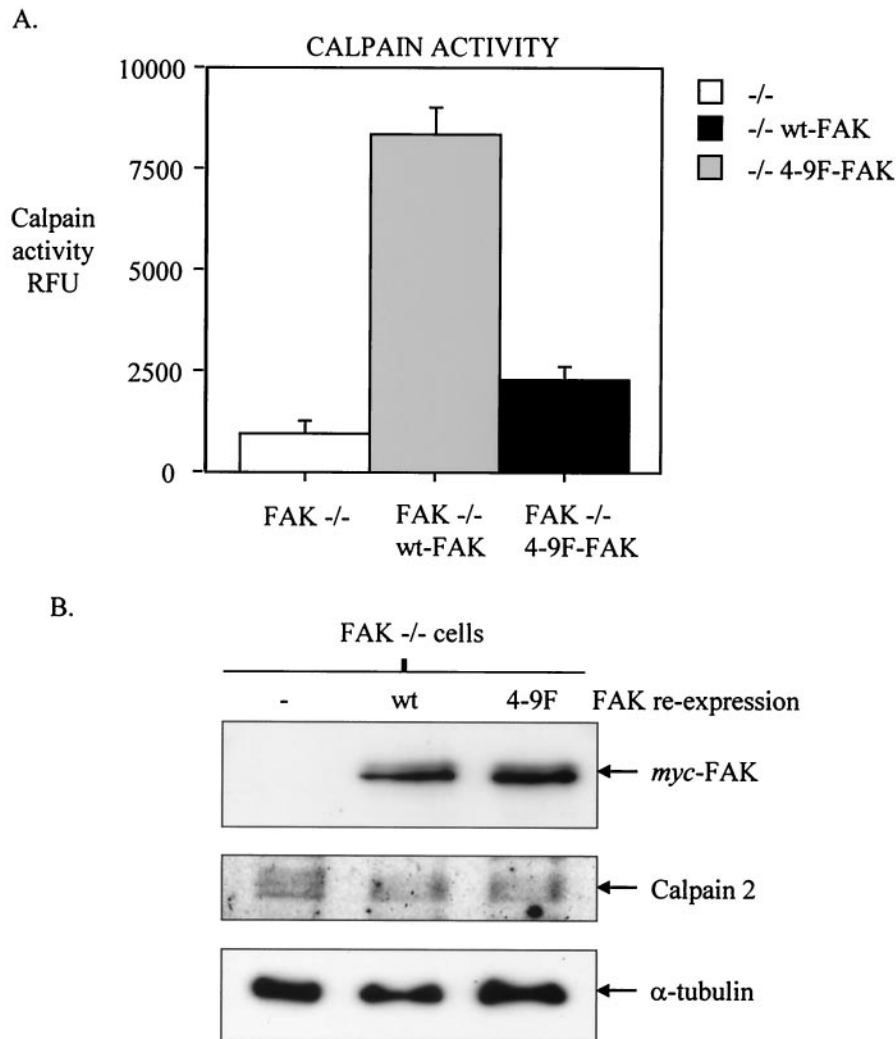 A.
CALPAIN ACTIVITY
10000
7500
5000
2500
0
Calpain
activity
RFU
-/-
-/- wt-FAK
-/- 4-9F-FAK
FAK -/-
FAK -/-
wt-FAK
FAK -/-
4-9F-FAK
B.
FAK -/- cells
- wt 4-9F FAK re-expression
myc-FAK
Calpain 2
α-tubulin